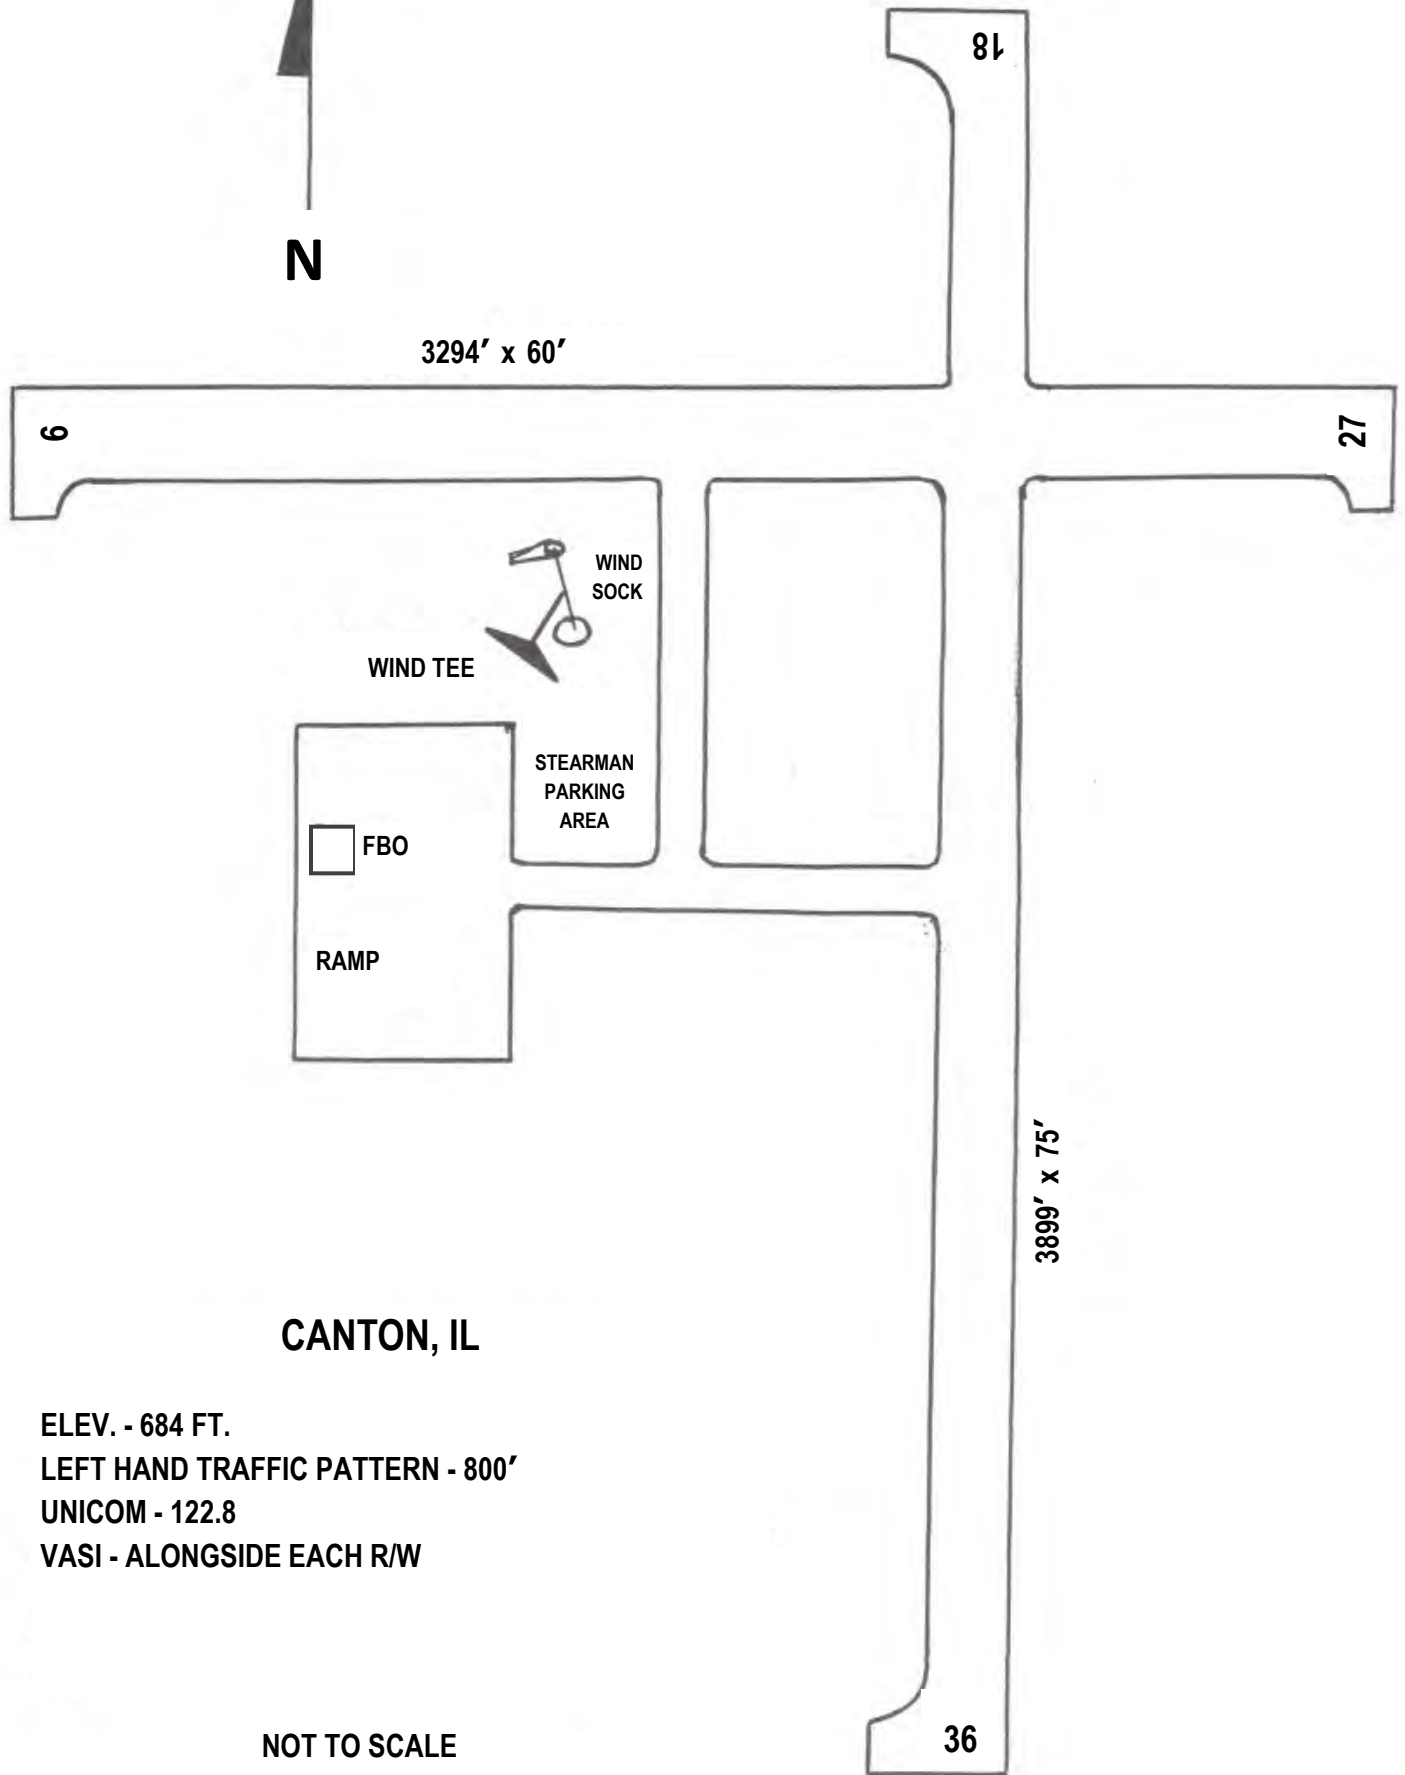 18
N
3294′ x 60′
9
27
WIND
SOCK
WIND TEE
STEARMAN
PARKING
AREA
FBO
RAMP
3899′ x 75′
CANTON, IL
ELEV. - 684 FT.
LEFT HAND TRAFFIC PATTERN - 800′
UNICOM - 122.8
VASI - ALONGSIDE EACH R/W
36
NOT TO SCALE